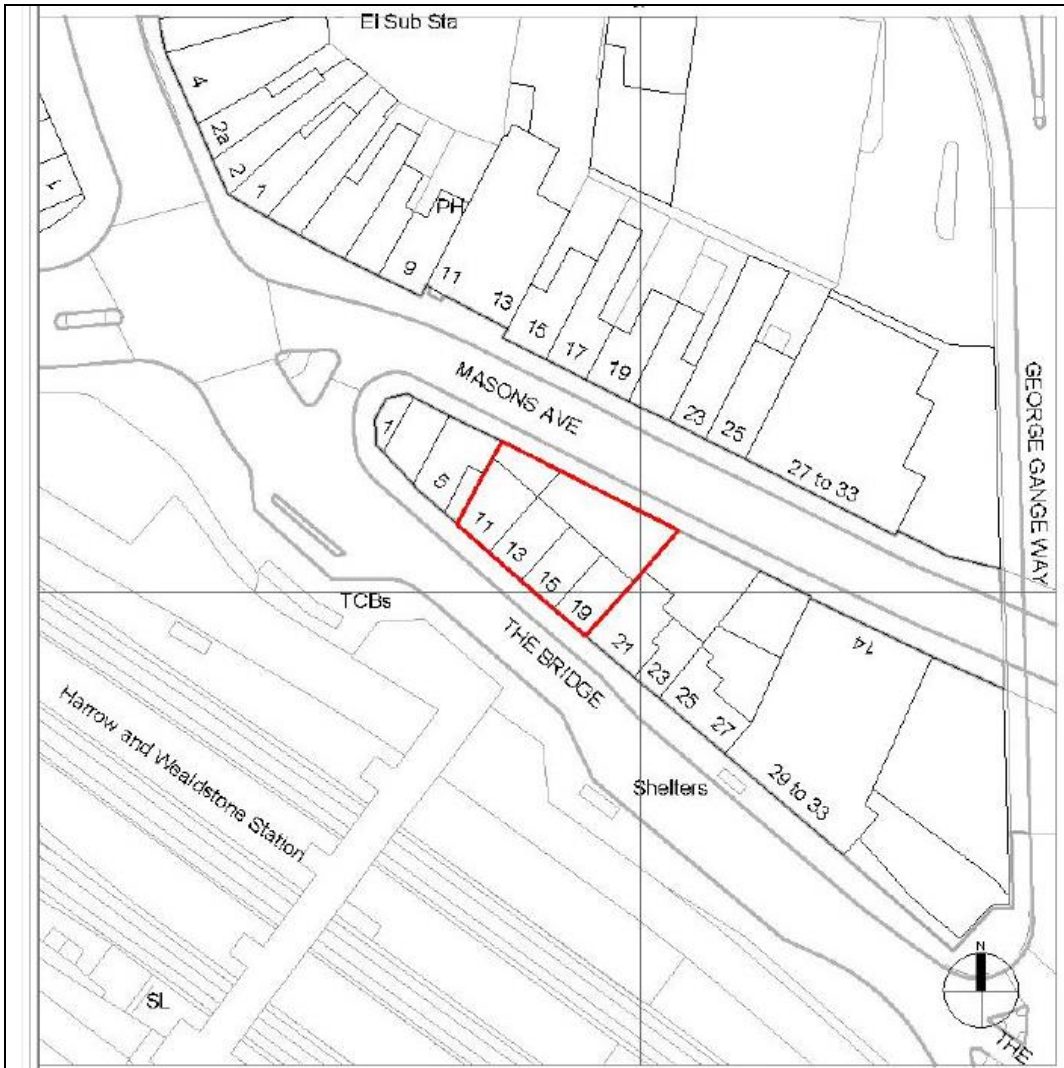 El Sub Sta
4
2a
2
1
1
PH
9
11
13
15
17
19
23
25
27 to 33
MASONS AVE
GEORGE GANGE WAY
1
5
11
13
15
19
21
23
25
27
29 to 33
14
TCBs
THE BRIDGE
Shelters
Harrow and Wealdstone Station
SL
N
THE